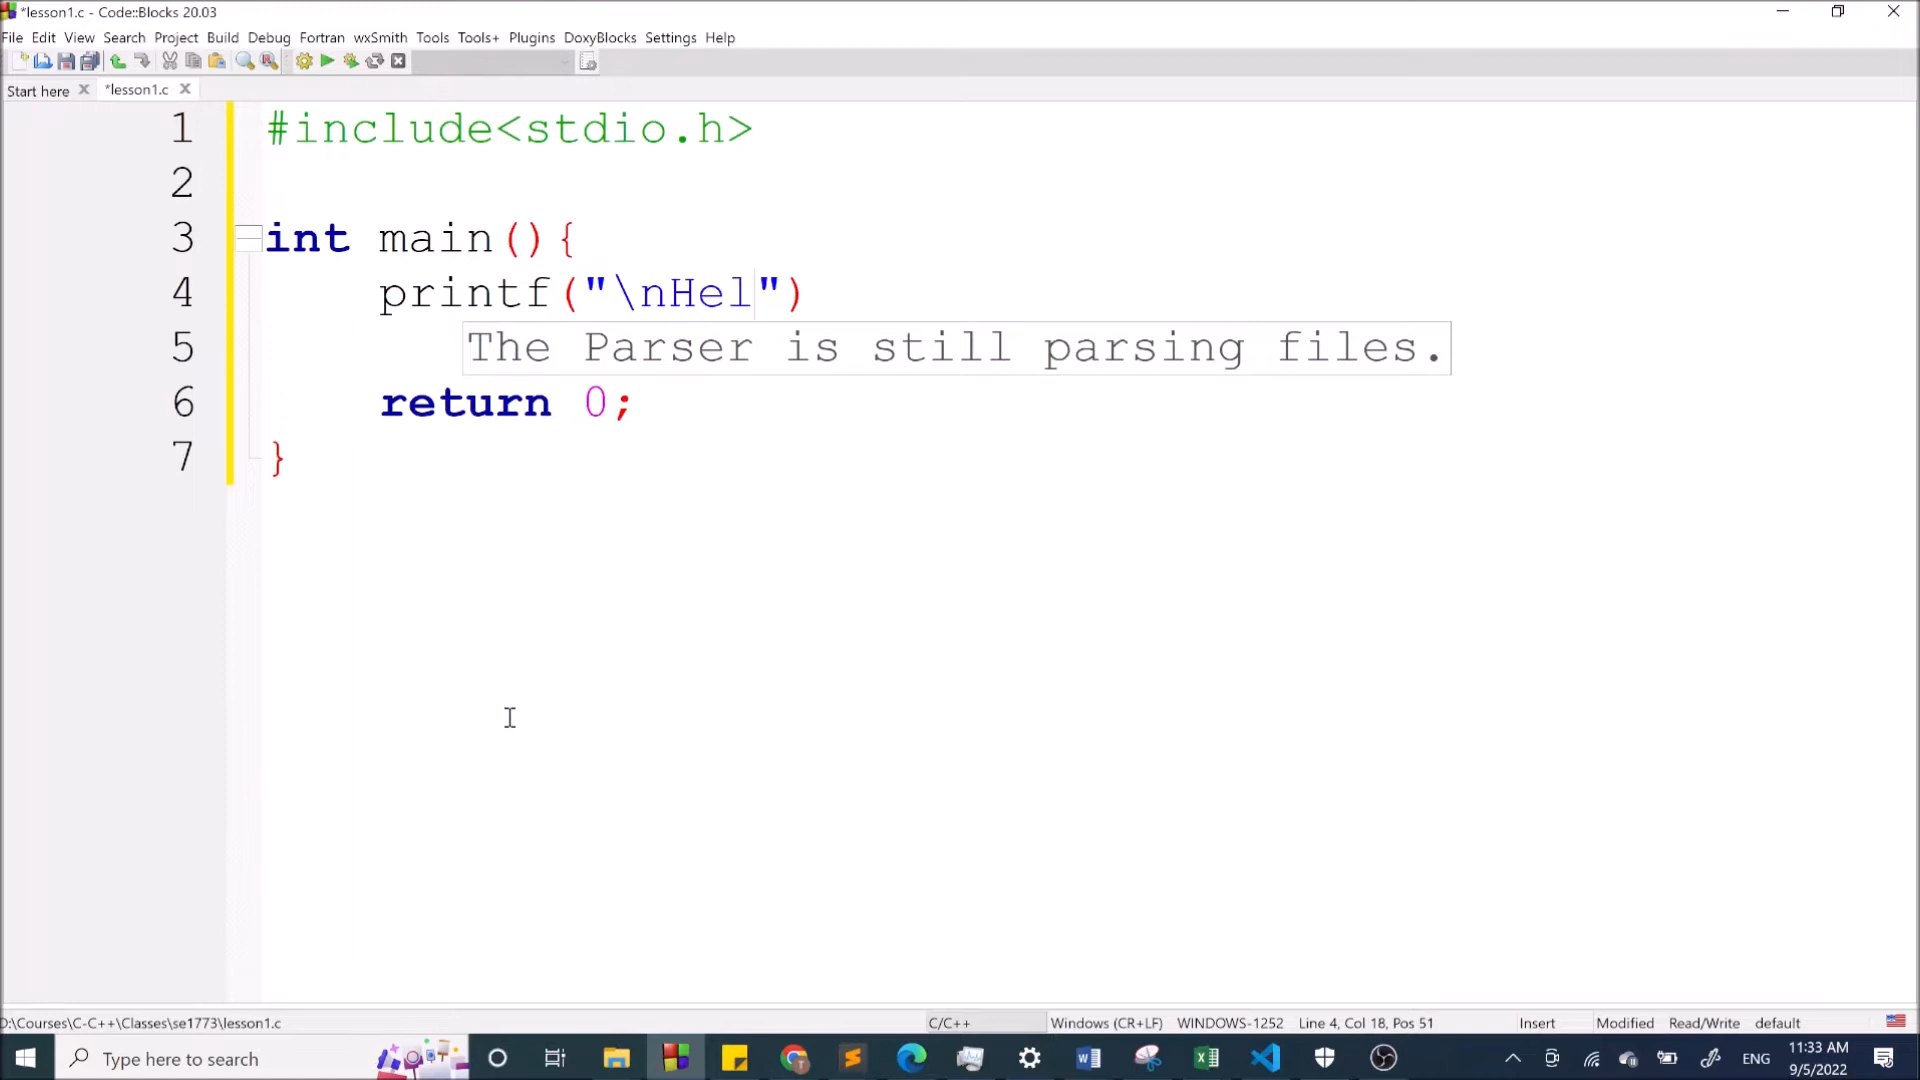 *lesson1.c - Code::Blocks 20.03
File Edit View Search Project Build Debug Fortran wxSmith Tools Tools+ Plugins DoxyBlocks Settings Help
Start here *lesson1.c
1 #include<stdio.h>
2
3 int main(){
4 printf("\nHel")
5 The Parser is still parsing files.
6 return 0;
7 }
D:\Courses\C-C++\Classes\se1773\lesson1.c C/C++ Windows (CR+LF) WINDOWS-1252 Line 4, Col 18, Pos 51 Insert Modified Read/Write default
Type here to search ENG 11:33 AM
9/5/2022